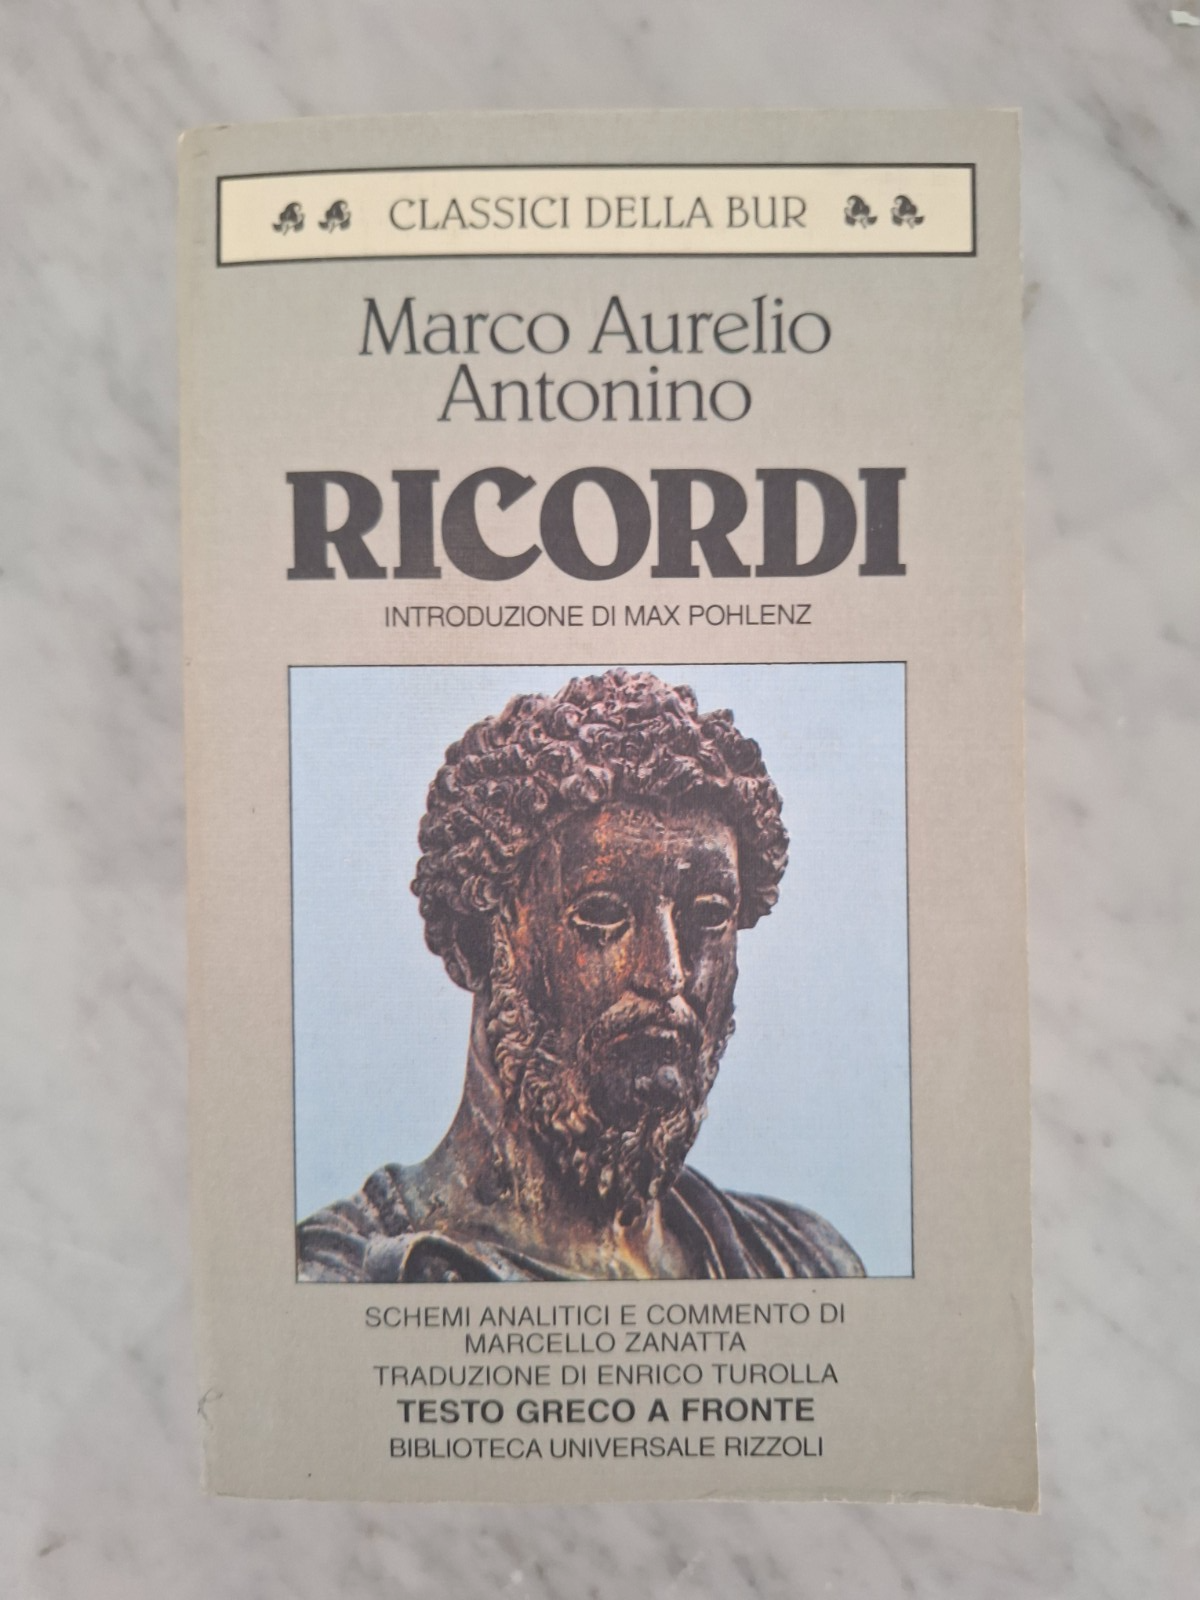 CLASSICI DELLA BUR
Marco Aurelio
Antonino
RICORDI
INTRODUZIONE DI MAX POHLENZ
SCHEMI ANALITICI E COMMENTO DI
MARCELLO ZANATTA
TRADUZIONE DI ENRICO TUROLLA
TESTO GRECO A FRONTE
BIBLIOTECA UNIVERSALE RIZZOLI